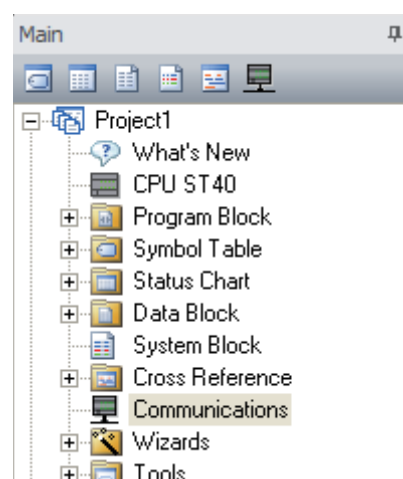 Main
Project1
What's New
CPU ST40
Program Block
Symbol Table
Status Chart
Data Block
System Block
Cross Reference
Communications
Wizards
Tools